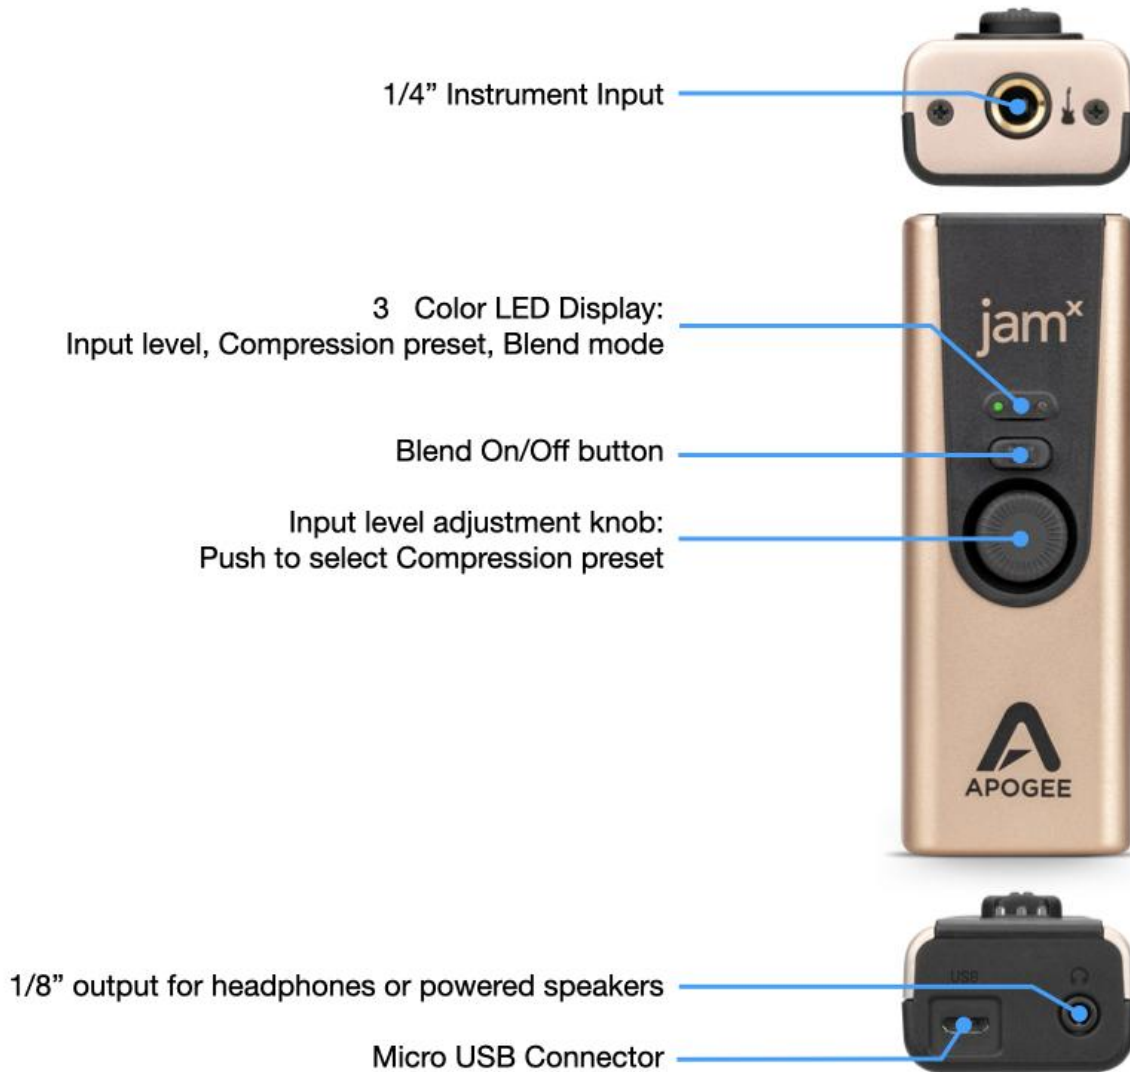 1/4” Instrument Input
jamˣ
3 Color LED Display:
Input level, Compression preset, Blend mode
Blend On/Off button
Input level adjustment knob:
Push to select Compression preset
APOGEE
USB
1/8” output for headphones or powered speakers
Micro USB Connector